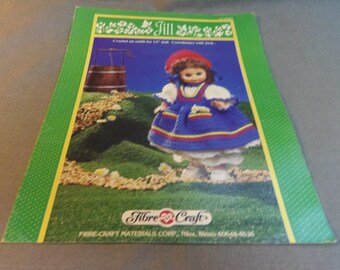 Jill
Crochet an outfit for 13" doll. Coordinates with Jack.
Fibre Craft
FIBRE-CRAFT MATERIALS CORP., Niles, Illinois 60648